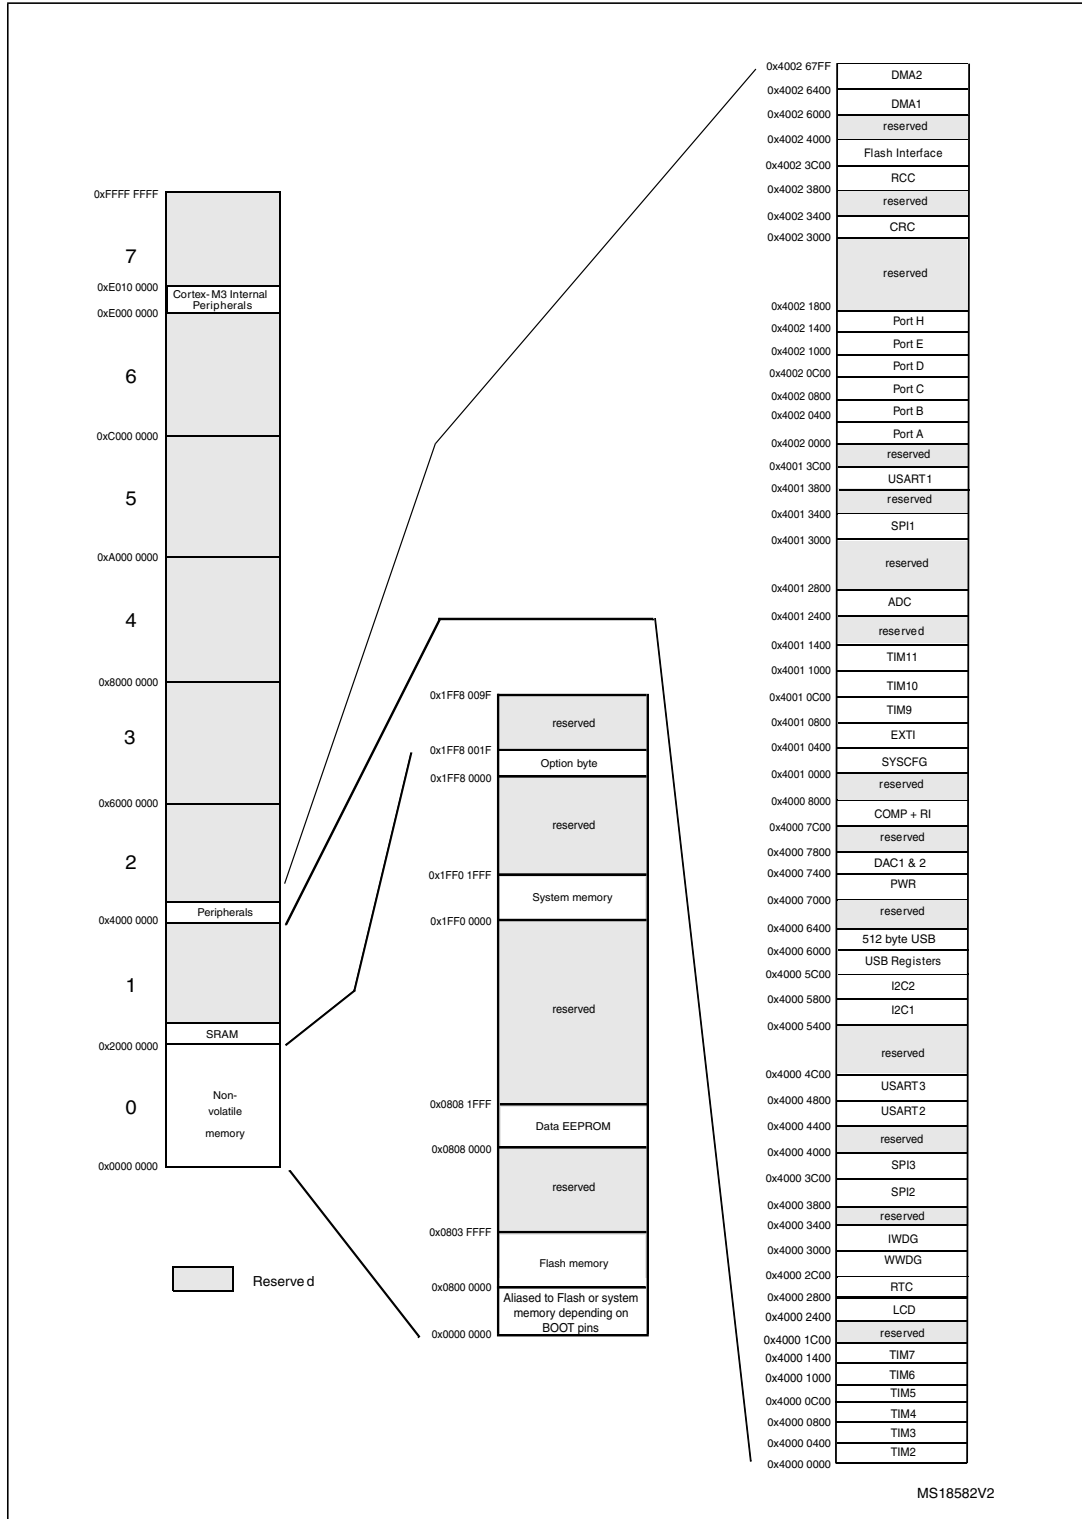 0xFFFF FFFF
7
0xE010 0000
Cortex-M3 Internal
Peripherals
0xE000 0000
6
0xC000 0000
5
0xA000 0000
4
0x8000 0000
3
0x6000 0000
2
Peripherals
0x4000 0000
1
SRAM
0x2000 0000
0
Non-
volatile
memory
0x0000 0000
Reserved
0x1FF8 009F
reserved
0x1FF8 001F
Option byte
0x1FF8 0000
reserved
0x1FF0 1FFF
System memory
0x1FF0 0000
reserved
0x0808 1FFF
Data EEPROM
0x0808 0000
reserved
0x0803 FFFF
Flash memory
0x0800 0000
Aliased to Flash or system
memory depending on
BOOT pins
0x0000 0000
0x4002 67FF
DMA2
0x4002 6400
DMA1
0x4002 6000
reserved
0x4002 4000
Flash Interface
0x4002 3C00
RCC
0x4002 3800
reserved
0x4002 3400
CRC
0x4002 3000
reserved
0x4002 1800
Port H
0x4002 1400
Port E
0x4002 1000
Port D
0x4002 0C00
Port C
0x4002 0800
Port B
0x4002 0400
Port A
0x4002 0000
reserved
0x4001 3C00
USART1
0x4001 3800
reserved
0x4001 3400
SPI1
0x4001 3000
reserved
0x4001 2800
ADC
0x4001 2400
reserved
0x4001 1400
TIM11
0x4001 1000
TIM10
0x4001 0C00
TIM9
0x4001 0800
EXTI
0x4001 0400
SYSCFG
0x4001 0000
reserved
0x4000 8000
COMP + RI
0x4000 7C00
reserved
0x4000 7800
DAC1 & 2
0x4000 7400
PWR
0x4000 7000
reserved
0x4000 6400
512 byte USB
0x4000 6000
USB Registers
0x4000 5C00
I2C2
0x4000 5800
I2C1
0x4000 5400
reserved
0x4000 4C00
USART3
0x4000 4800
USART2
0x4000 4400
reserved
0x4000 4000
SPI3
0x4000 3C00
SPI2
0x4000 3800
reserved
0x4000 3400
IWDG
0x4000 3000
WWDG
0x4000 2C00
RTC
0x4000 2800
LCD
0x4000 2400
reserved
0x4000 1C00
TIM7
0x4000 1400
TIM6
0x4000 1000
TIM5
0x4000 0C00
TIM4
0x4000 0800
TIM3
0x4000 0400
TIM2
0x4000 0000
MS18582V2